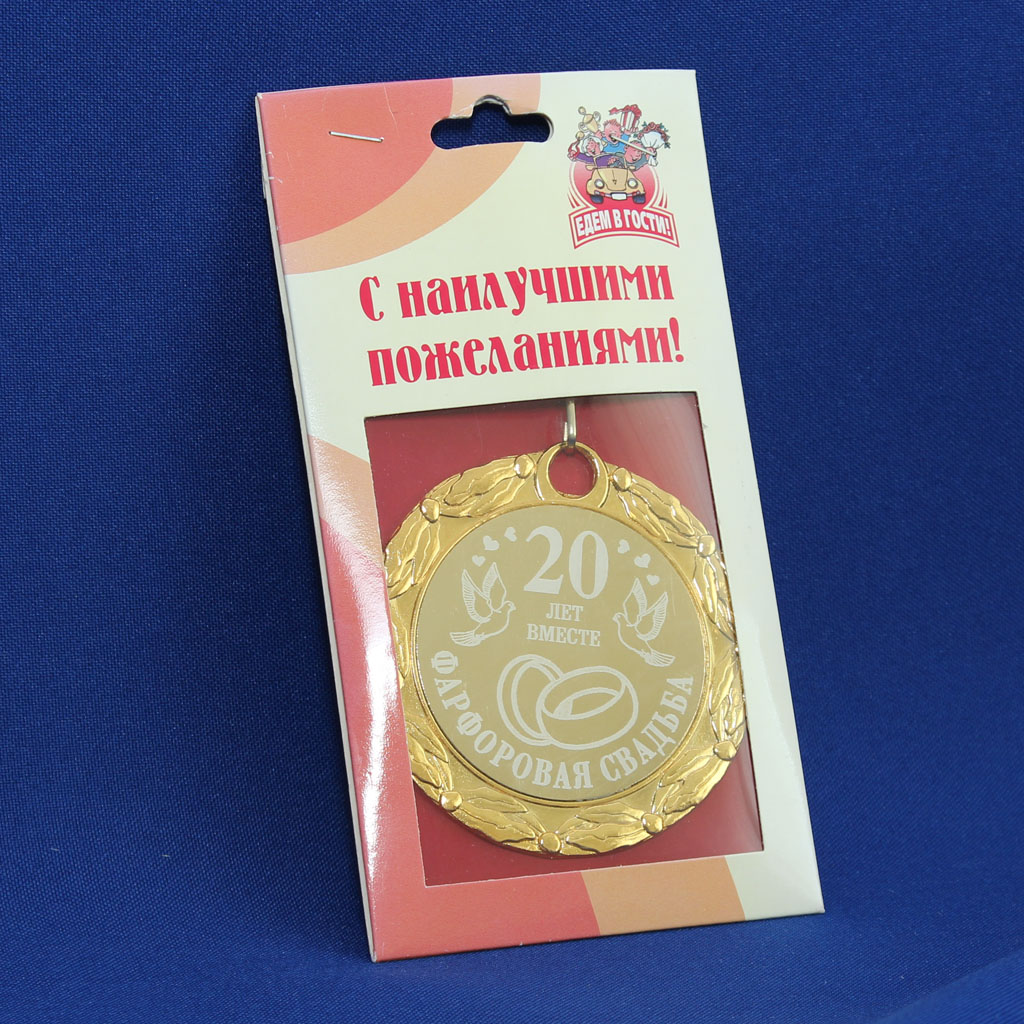 ЕДЕМ В ГОСТИ!
С наилучшими
пожеланиями!
20
ЛЕТ
ВМЕСТЕ
ФАРФОРОВАЯ СВАДЬБА